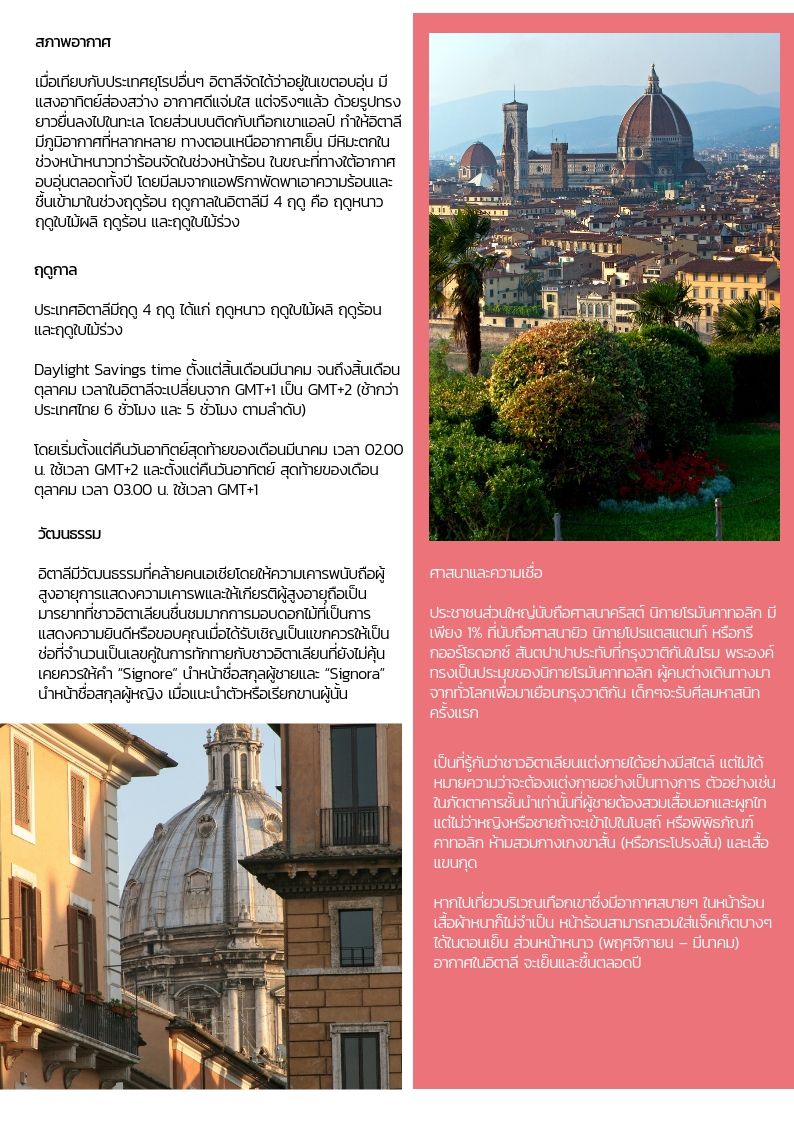 สภาพอากาศ
เมื่อเทียบกับประเทศยุโรปอื่นๆ อิตาลีจัดได้ว่าอยู่ในเขตอบอุ่น มี
แสงอาทิตย์ส่องสว่าง อากาศดีแจ่มใส แต่จริงๆแล้ว ด้วยรูปทรง
ยาวยื่นลงไปในทะเล โดยส่วนบนติดกับเทือกเขาแอลป์ ทำให้อิตาลี
มีภูมิอากาศที่หลากหลาย ทางตอนเหนืออากาศเย็น มีหิมะตกใน
ช่วงหน้าหนาวทว่าร้อนจัดในช่วงหน้าร้อน ในขณะที่ทางใต้อากาศ
อบอุ่นตลอดทั้งปี โดยมีลมจากแอฟริกาพัดพาเอาความร้อนและ
ชื้นเข้ามาในช่วงฤดูร้อน ฤดูกาลในอิตาลีมี 4 ฤดู คือ ฤดูหนาว
ฤดูใบไม้ผลิ ฤดูร้อน และฤดูใบไม้ร่วง
ฤดูกาล
ประเทศอิตาลีมีฤดู 4 ฤดู ได้แก่ ฤดูหนาว ฤดูใบไม้ผลิ ฤดูร้อน
และฤดูใบไม้ร่วง
Daylight Savings time ตั้งแต่สิ้นเดือนมีนาคม จนถึงสิ้นเดือน
ตุลาคม เวลาในอิตาลีจะเปลี่ยนจาก GMT+1 เป็น GMT+2 (ช้ากว่า
ประเทศไทย 6 ชั่วโมง และ 5 ชั่วโมง ตามลำดับ)
โดยเริ่มตั้งแต่คืนวันอาทิตย์สุดท้ายของเดือนมีนาคม เวลา 02.00
น. ใช้เวลา GMT+2 และตั้งแต่คืนวันอาทิตย์ สุดท้ายของเดือน
ตุลาคม เวลา 03.00 น. ใช้เวลา GMT+1
วัฒนธรรม
อิตาลีมีวัฒนธรรมที่คล้ายคนเอเชียโดยให้ความเคารพนับถือผู้
สูงอายุการแสดงความเคารพและให้เกียรติผู้สูงอายุถือเป็น
มารยาทที่ชาวอิตาเลียนชื่นชมมากการมอบดอกไม้ที่เป็นการ
แสดงความยินดีหรือขอบคุณเมื่อได้รับเชิญเป็นแขกควรให้เป็น
ช่อที่จำนวนเป็นเลขคู่ในการทักทายกับชาวอิตาเลียนที่ยังไม่คุ้น
เคยควรให้คำ “Signore” นำหน้าชื่อสกุลผู้ชายและ “Signora”
นำหน้าชื่อสกุลผู้หญิง เมื่อแนะนำตัวหรือเรียกขานผู้นั้น
ศาสนาและความเชื่อ
ประชาชนส่วนใหญ่นับถือศาสนาคริสต์ นิกายโรมันคาทอลิก มี
เพียง 1% ที่นับถือศาสนายิว นิกายโปรแตสแตนท์ หรือกรี
กออร์โธดอกซ์ สันตปาปาประทับที่กรุงวาติกันในโรม พระองค์
ทรงเป็นประมุขของนิกายโรมันคาทอลิก ผู้คนต่างเดินทางมา
จากทั่วโลกเพื่อมาเยือนกรุงวาติกัน เด็กๆจะรับศีลมหาสนิท
ครั้งแรก
เป็นที่รู้กันว่าชาวอิตาเลียนแต่งกายได้อย่างมีสไตล์ แต่ไม่ได้
หมายความว่าจะต้องแต่งกายอย่างเป็นทางการ ตัวอย่างเช่น
ในภัตตาคารชั้นนำเท่านั้นที่ผู้ชายต้องสวมเสื้อนอกและผูกไท
แต่ไม่ว่าหญิงหรือชายถ้าจะเข้าไปในโบสถ์ หรือพิพิธภัณฑ์
คาทอลิก ห้ามสวมกางเกงขาสั้น (หรือกระโปรงสั้น) และเสื้อ
แขนกุด
หากไปเที่ยวบริเวณเทือกเขาซึ่งมีอากาศสบายๆ ในหน้าร้อน
เสื้อผ้าหนาก็ไม่จำเป็น หน้าร้อนสามารถสวมใส่แจ็คเก็ตบางๆ
ได้ในตอนเย็น ส่วนหน้าหนาว (พฤศจิกายน – มีนาคม)
อากาศในอิตาลี จะเย็นและชื้นตลอดปี